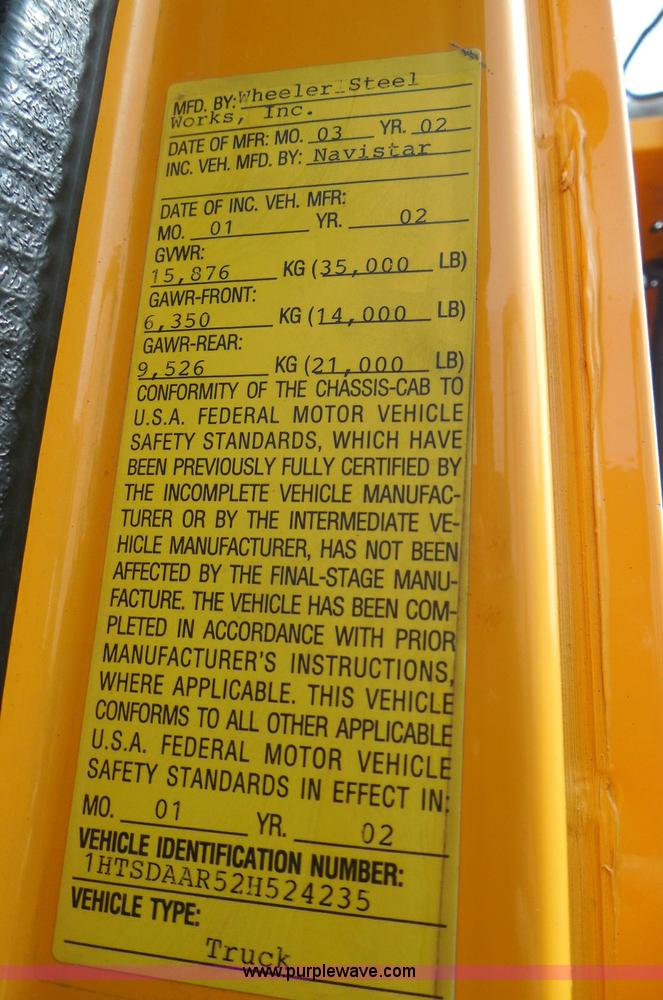 MFD. BY: Wheeler Steel
Works, Inc.
DATE OF MFR: MO. 03 YR. 02
INC. VEH. MFD. BY: Navistar
DATE OF INC. VEH. MFR:
MO. 01 YR. 02
GVWR:
15,876 KG (35,000 LB)
GAWR-FRONT:
6,350 KG (14,000 LB)
GAWR-REAR:
9,526 KG (21,000 LB)
CONFORMITY OF THE CHASSIS-CAB TO
U.S.A. FEDERAL MOTOR VEHICLE
SAFETY STANDARDS, WHICH HAVE
BEEN PREVIOUSLY FULLY CERTIFIED BY
THE INCOMPLETE VEHICLE MANUFAC-
TURER OR BY THE INTERMEDIATE VE-
HICLE MANUFACTURER, HAS NOT BEEN
AFFECTED BY THE FINAL-STAGE MANU-
FACTURE. THE VEHICLE HAS BEEN COM-
PLETED IN ACCORDANCE WITH PRIOR
MANUFACTURER'S INSTRUCTIONS,
WHERE APPLICABLE. THIS VEHICLE
CONFORMS TO ALL OTHER APPLICABLE
U.S.A. FEDERAL MOTOR VEHICLE
SAFETY STANDARDS IN EFFECT IN:
MO. 01 YR. 02
VEHICLE IDENTIFICATION NUMBER:
1HTSDAAR52H524235
VEHICLE TYPE:
Truck
www.purplewave.com